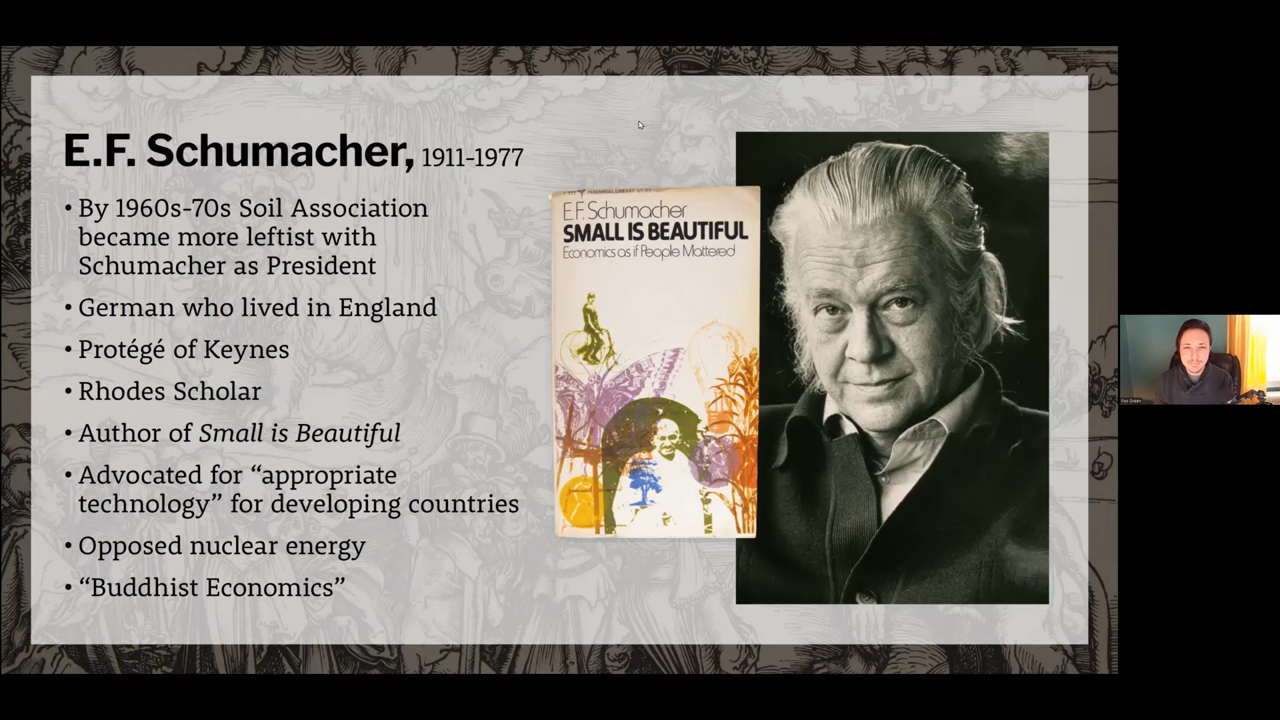 E.F. Schumacher, 1911-1977
• By 1960s-70s Soil Association
became more leftist with
Schumacher as President
• German who lived in England
• Protégé of Keynes
• Rhodes Scholar
• Author of Small is Beautiful
• Advocated for “appropriate
technology” for developing countries
• Opposed nuclear energy
• “Buddhist Economics”
E.F. Schumacher
SMALL IS BEAUTIFUL
Economics as if People Mattered
Green